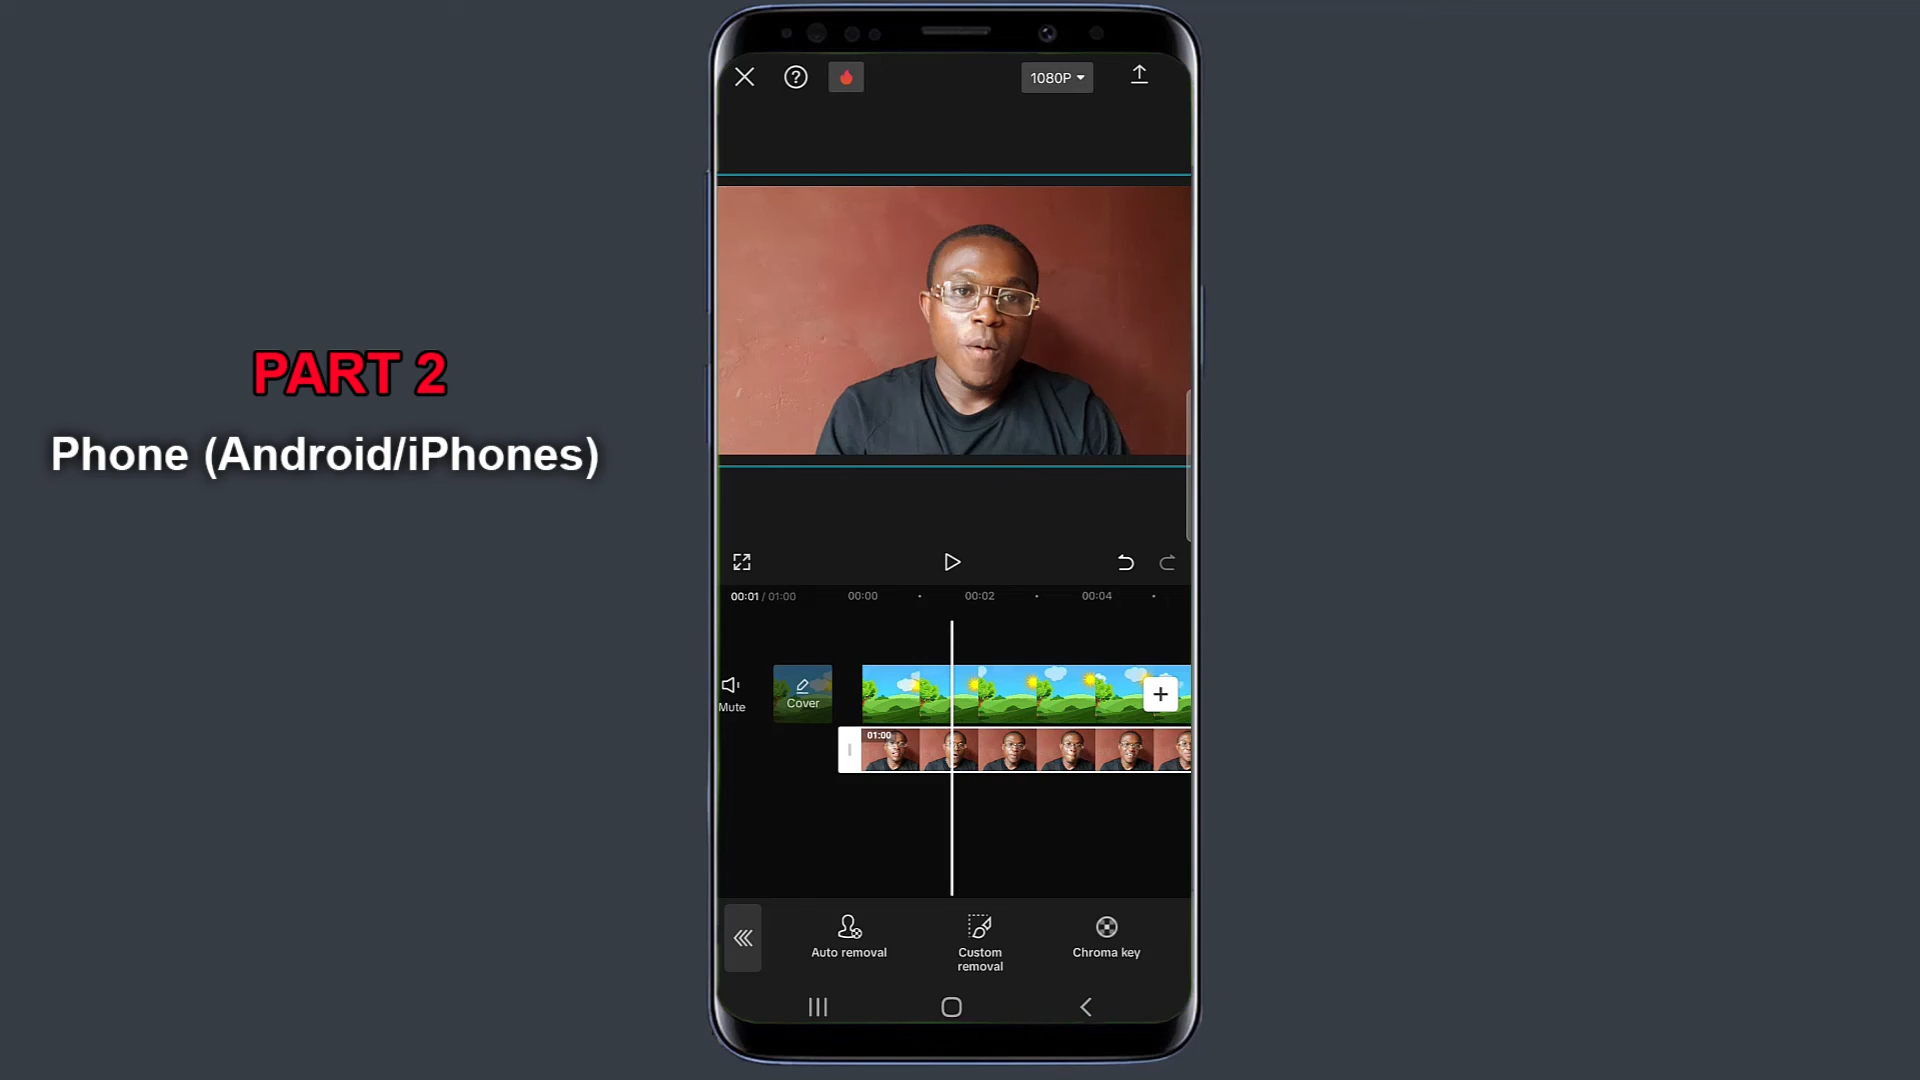 1080P
PART 2
Phone (Android/iPhones)
00:01 / 01:00
00:00
00:02
00:04
Mute
Cover
01:00
Auto removal
Custom
removal
Chroma key